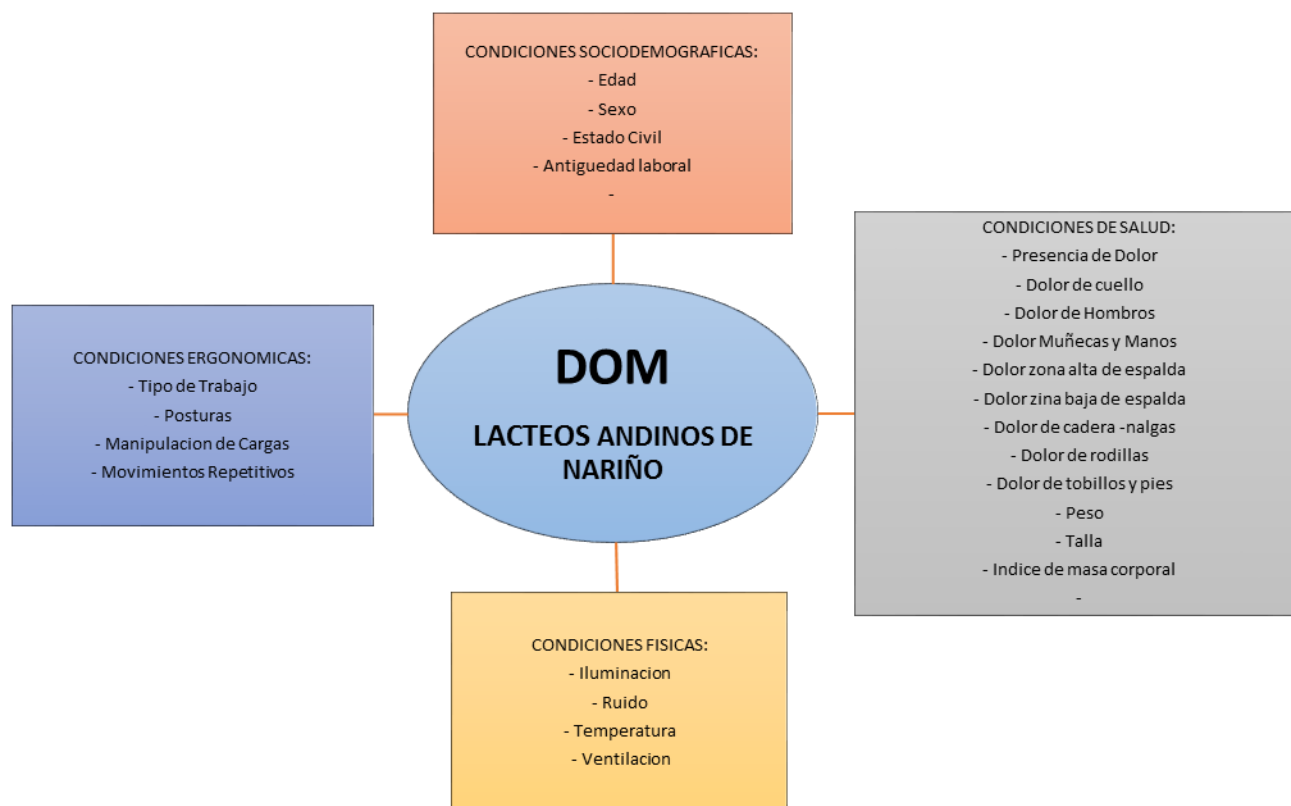 CONDICIONES SOCIODEMOGRAFICAS:
- Edad
- Sexo
- Estado Civil
- Antiguedad laboral
-
CONDICIONES ERGONOMICAS:
- Tipo de Trabajo
- Posturas
- Manipulacion de Cargas
- Movimientos Repetitivos
DOM
LACTEOS ANDINOS DE
NARIÑO
CONDICIONES DE SALUD:
- Presencia de Dolor
- Dolor de cuello
- Dolor de Hombros
- Dolor Muñecas y Manos
- Dolor zona alta de espalda
- Dolor zina baja de espalda
- Dolor de cadera -nalgas
- Dolor de rodillas
- Dolor de tobillos y pies
- Peso
- Talla
- Indice de masa corporal
-
CONDICIONES FISICAS:
- Iluminacion
- Ruido
- Temperatura
- Ventilacion